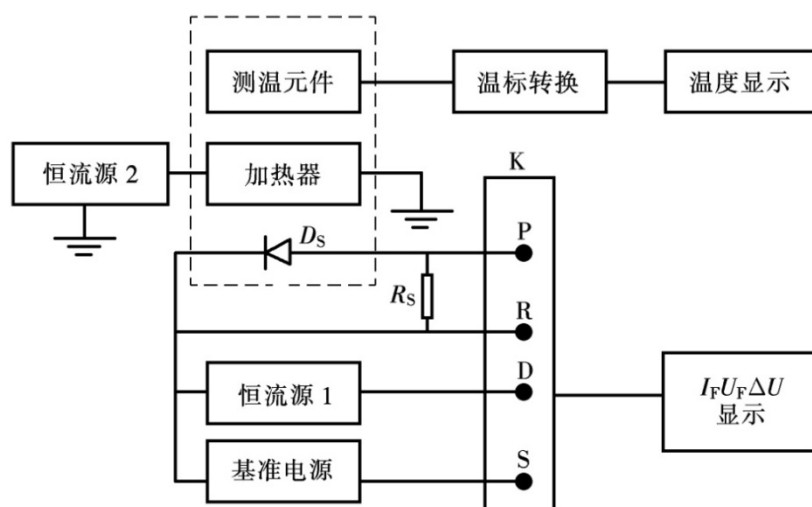 测温元件
温标转换
温度显示
恒流源 2
加热器
K
P
D_S
R_S
R
D
恒流源 1
I_F U_F ΔU
显示
基准电源
S